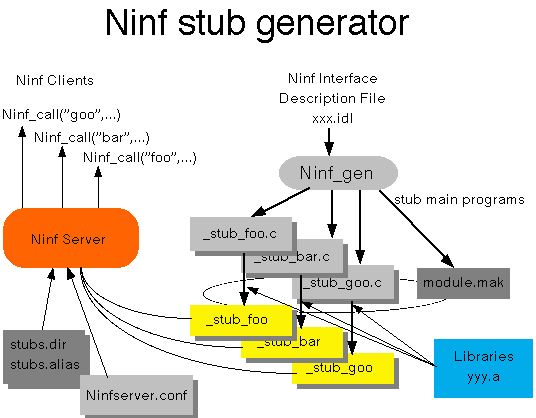 Ninf stub generator
Ninf Clients
Ninf_call("goo",...)
Ninf_call("bar",...)
Ninf_call("foo",...)
Ninf Interface
Description File
xxx.idl
Ninf_gen
stub main programs
Ninf Server
_stub_foo.c
_stub_bar.c
_stub_goo.c
module.mak
_stub_foo
_stub_bar
_stub_goo
stubs.dir
stubs.alias
Ninfserver.conf
Libraries
yyy.a